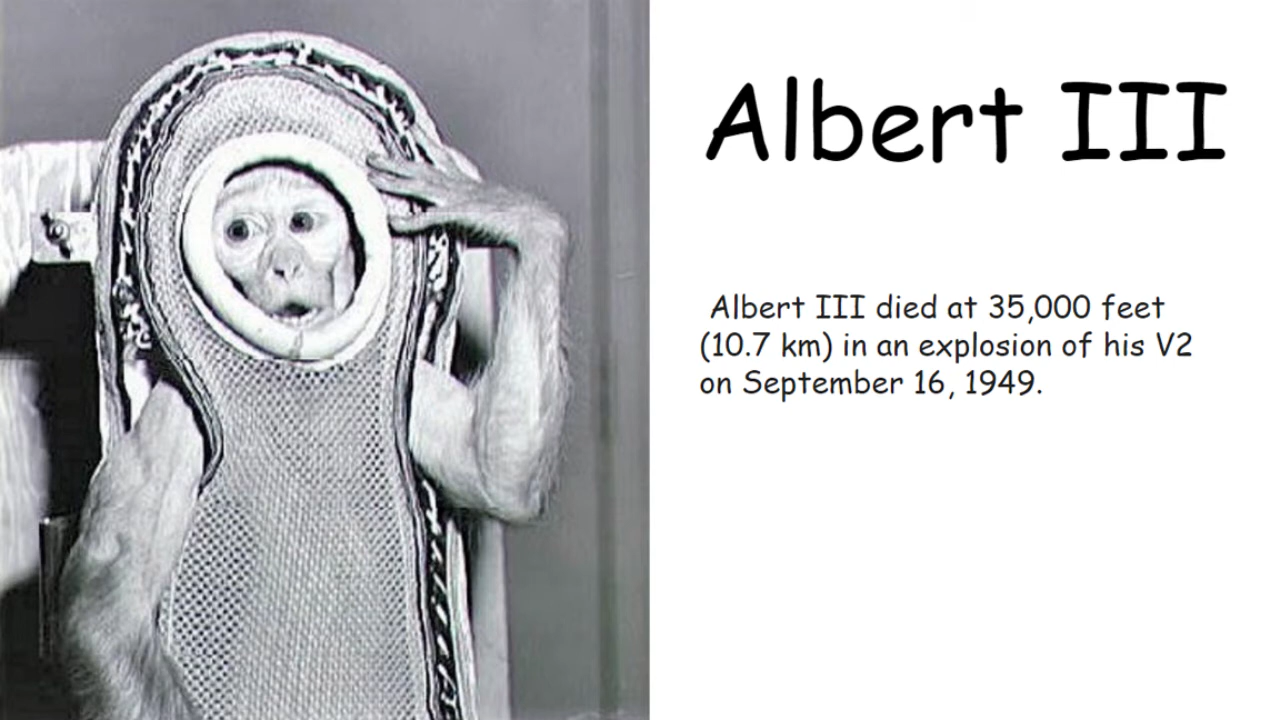 Albert III
Albert III died at 35,000 feet
(10.7 km) in an explosion of his V2
on September 16, 1949.